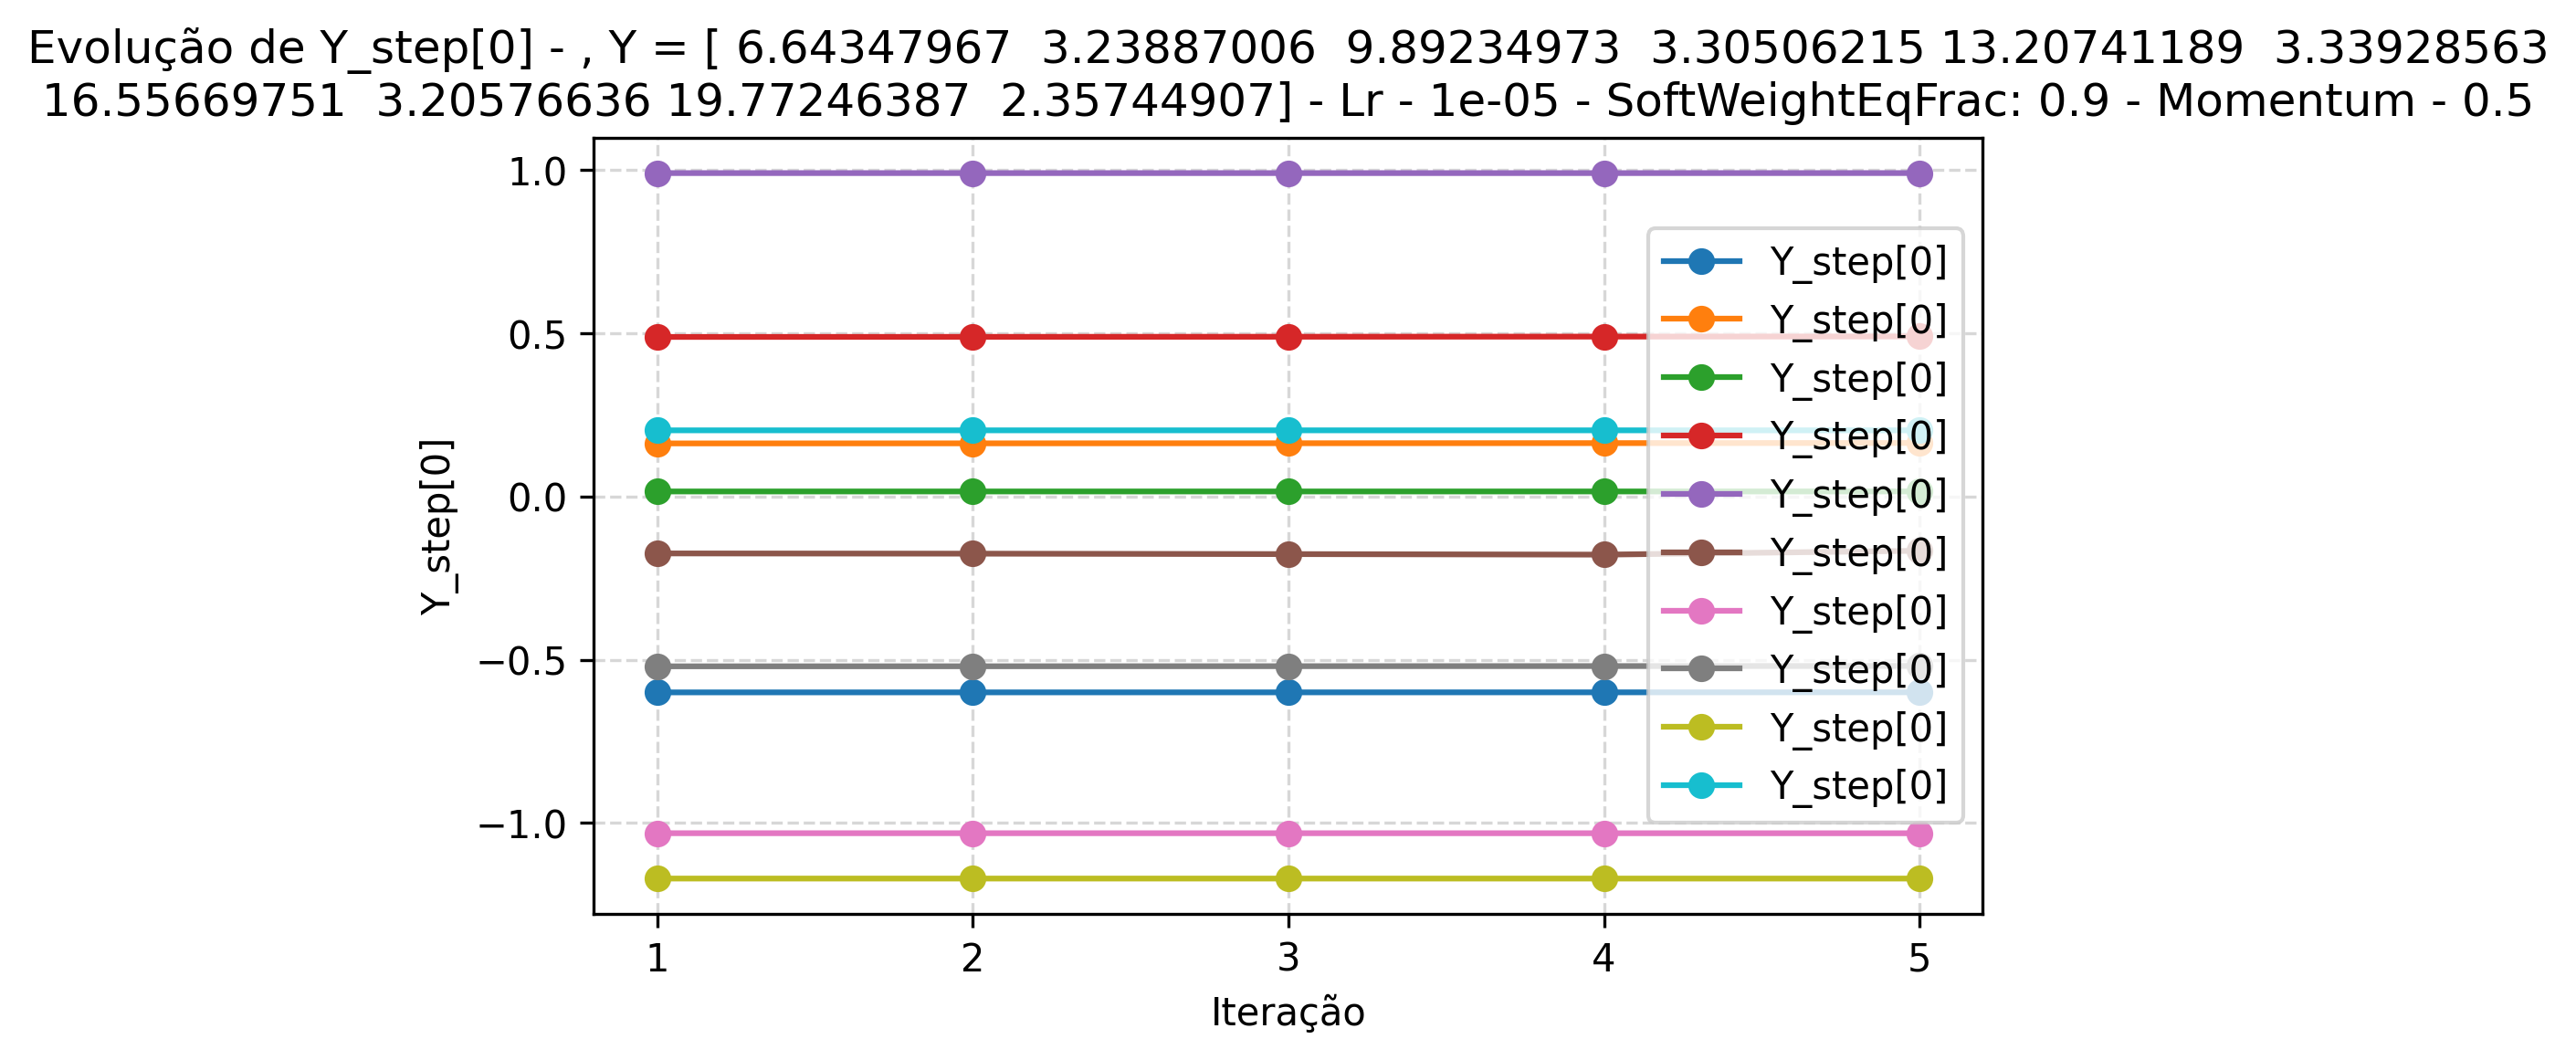 Evolução de Y_step[0] - , Y = [ 6.64347967  3.23887006  9.89234973  3.30506215 13.20741189  3.33928563
16.55669751  3.20576636 19.77246387  2.35744907] - Lr - 1e-05 - SoftWeightEqFrac: 0.9 - Momentum - 0.5
1.0
0.5
0.0
−0.5
−1.0
Y_step[0]
Y_step[0]
Y_step[0]
Y_step[0]
Y_step[0]
Y_step[0]
Y_step[0]
Y_step[0]
Y_step[0]
Y_step[0]
Y_step[0]
1
2
3
4
5
Iteração